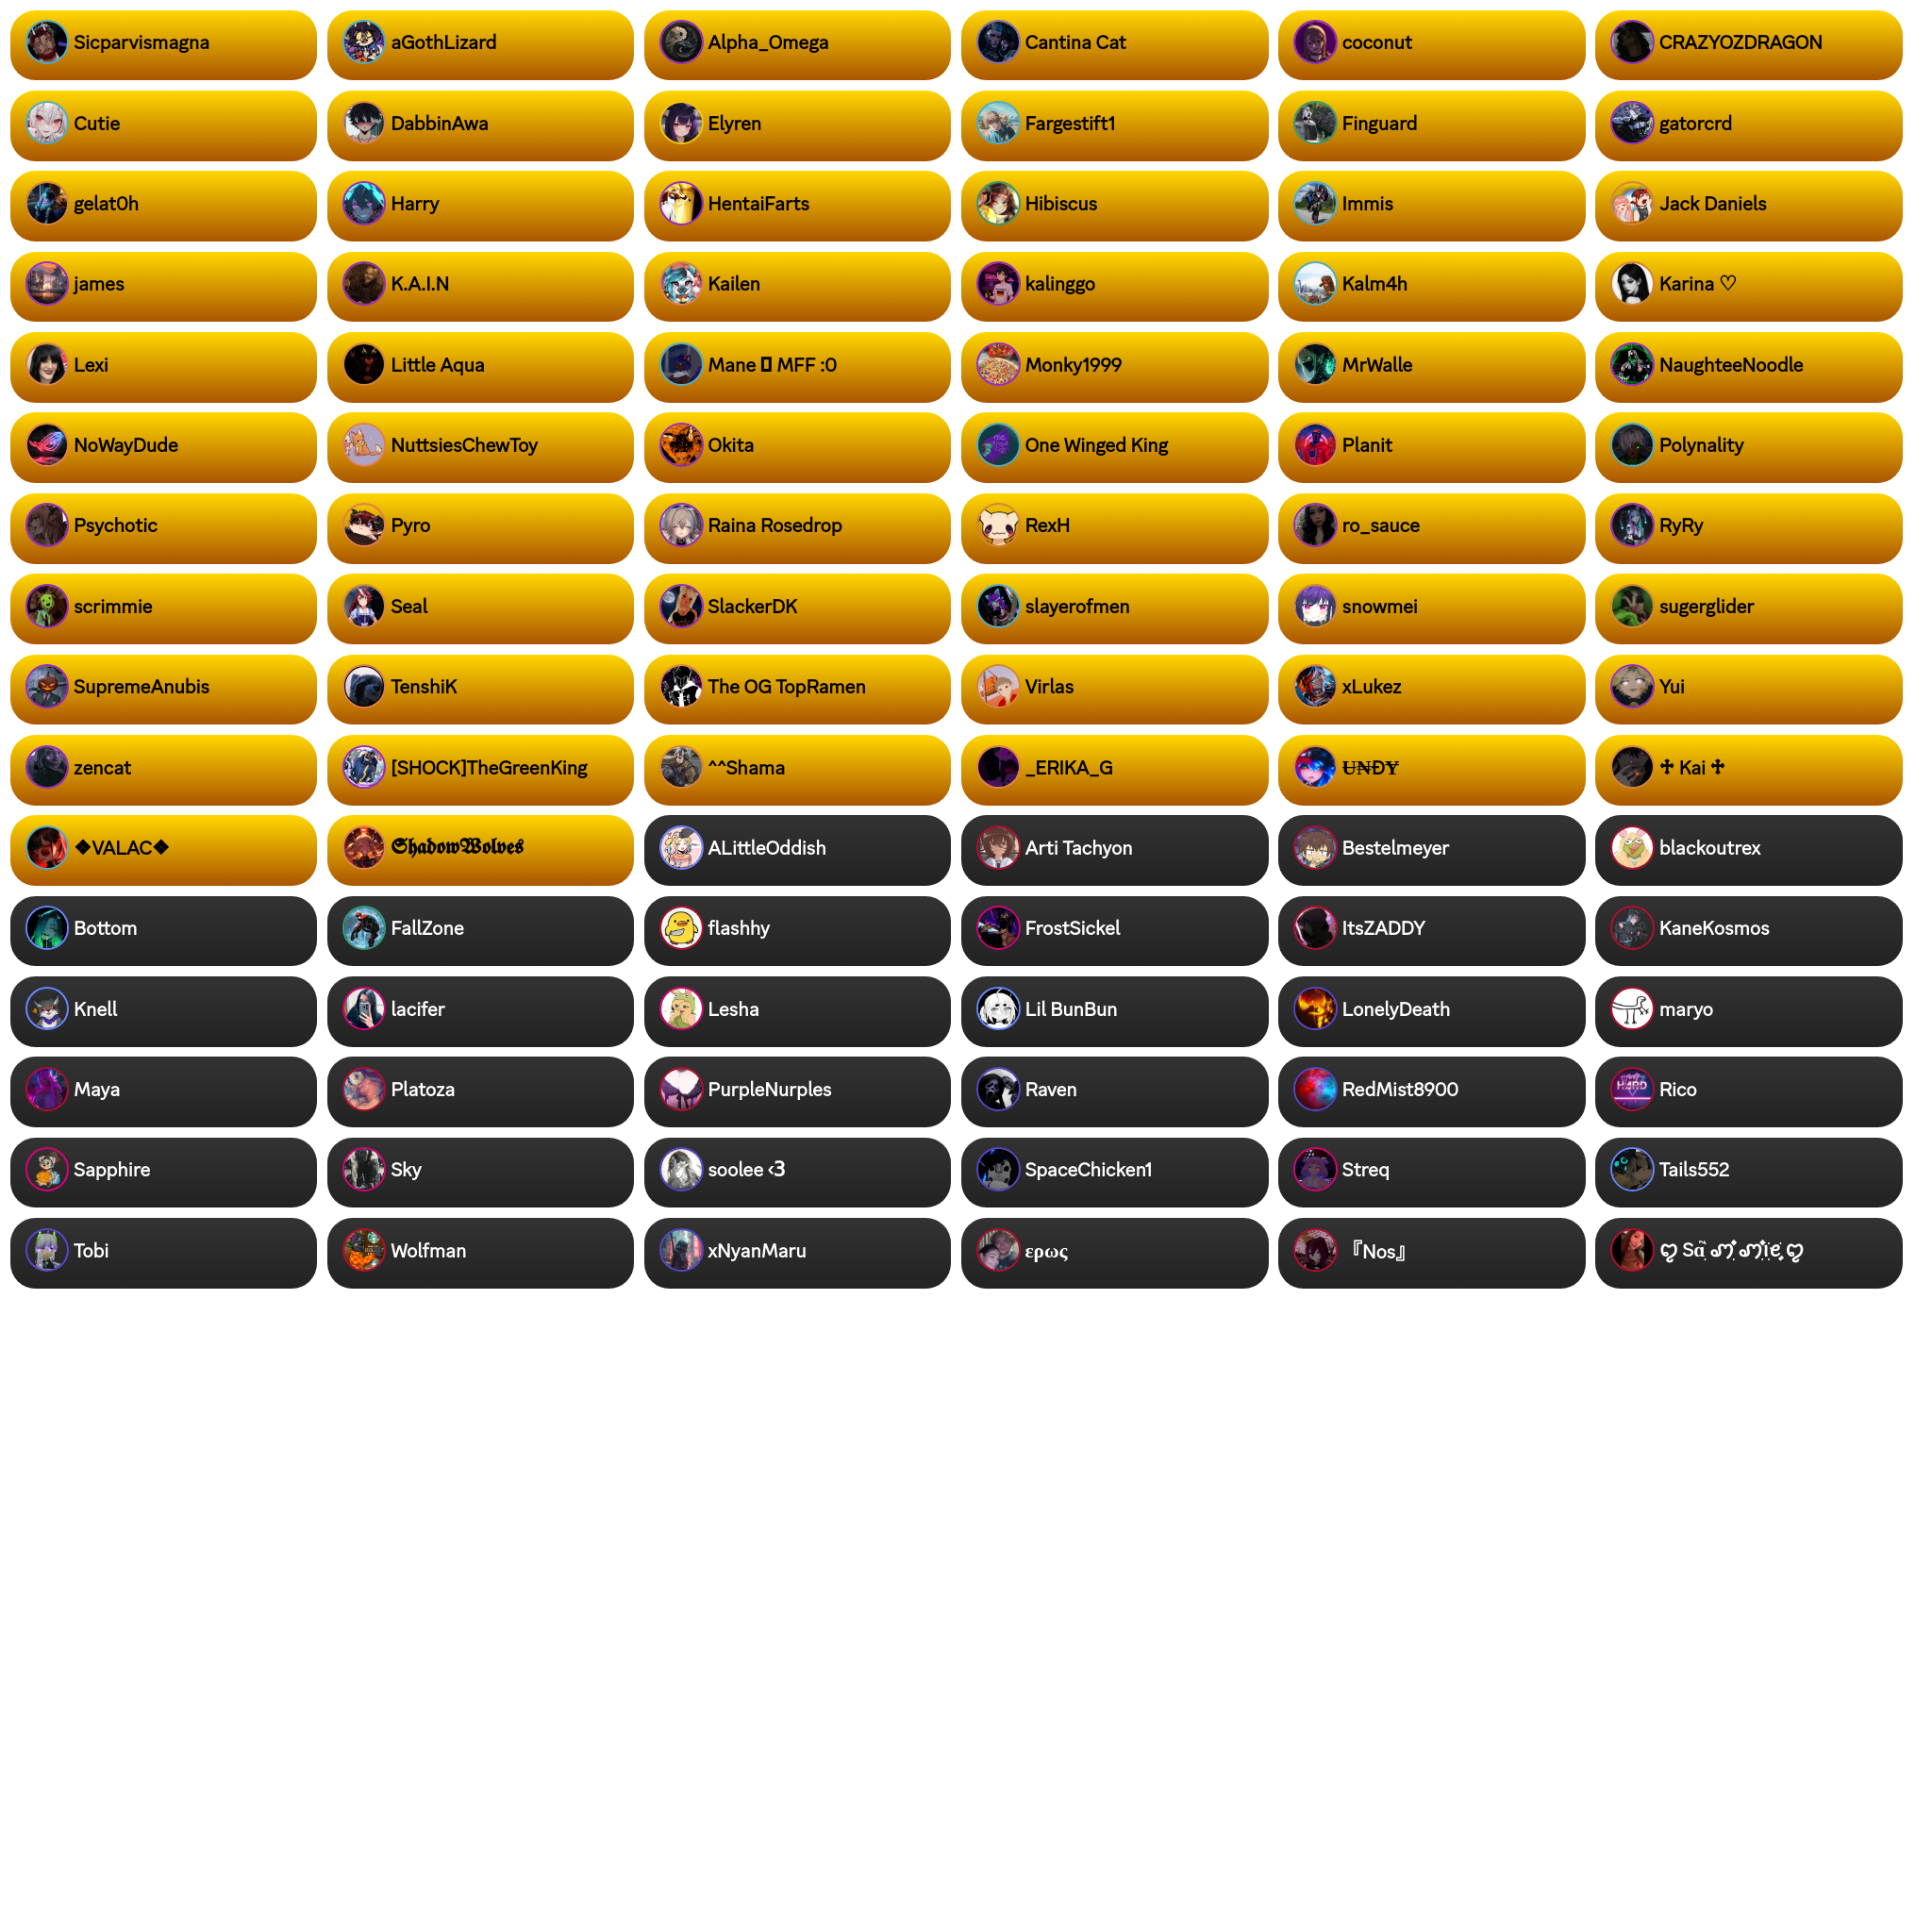 Sicparvismagna aGothLizard Alpha_Omega Cantina Cat coconut CRAZYOZDRAGON
Cutie DabbinAwa Elyren Fargestift1 Finguard gatorcrd
gelat0h Harry HentaiFarts Hibiscus Immis Jack Daniels
james K.A.I.N Kailen kalinggo Kalm4h Karina ♡
Lexi Little Aqua Mane ▯ MFF :0 Monky1999 MrWalle NaughteeNoodle
NoWayDude NuttsiesChewToy Okita One Winged King Planit Polynality
Psychotic Pyro Raina Rosedrop RexH ro_sauce RyRy
scrimmie Seal SlackerDK slayerofmen snowmei sugerglider
SupremeAnubis TenshiK The OG TopRamen Virlas xLukez Yui
zencat [SHOCK]TheGreenKing ^^Shama _ERIKA_G U̶N̶ĐY̶ ♱ Kai ♱
❖VALAC❖ 𝕾𝖍𝖆𝖉𝖔𝖜𝖂𝖔𝖑𝖛𝖊𝖘 ALittleOddish Arti Tachyon Bestelmeyer blackoutrex
Bottom FallZone flashhy FrostSickel ItsZADDY KaneKosmos
Knell lacifer Lesha Lil BunBun LonelyDeath maryo
Maya Platoza PurpleNurples Raven RedMist8900 Rico
Sapphire Sky soolee <3 SpaceChicken1 Streq Tails552
Tobi Wolfman xNyanMaru ερως 『Nos』